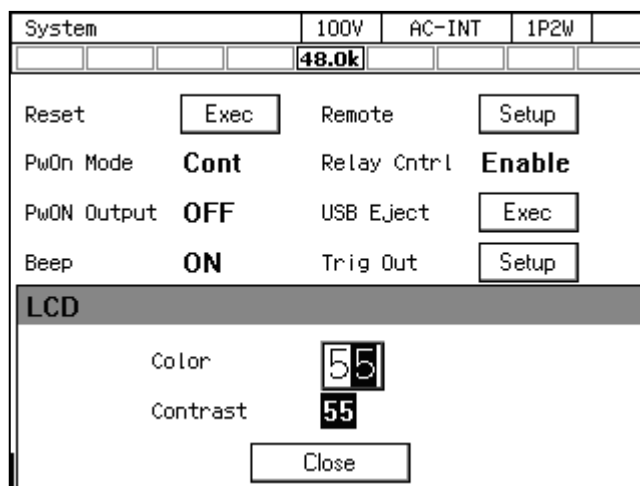 System 100V AC-INT 1P2W
48.0k
Reset Exec Remote Setup
PwOn Mode Cont Relay Cntrl Enable
PwON Output OFF USB Eject Exec
Beep ON Trig Out Setup
LCD
Color 55
Contrast 55
Close